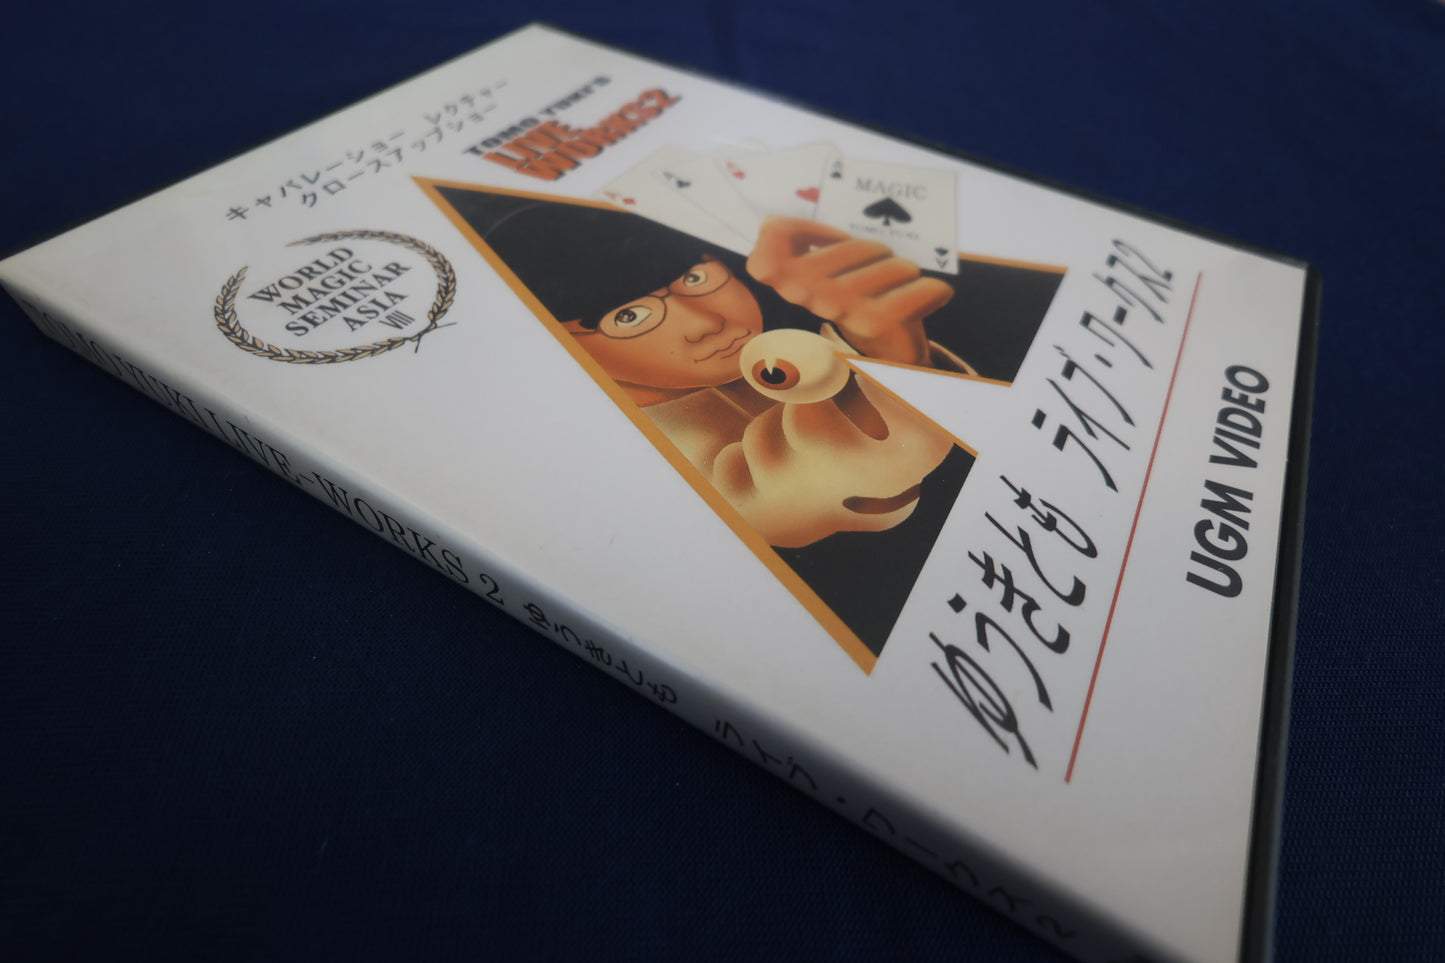 キャバレーショー レクチャー
クロースアップショー
TOMO YUKI'S
LIVE
WORKS2
WORLD
MAGIC
SEMINAR
ASIA
VIII
A
A
A
A
MAGIC
TOMO YUKI
A
ゆうきとも ライブ・ワークス2
UGM VIDEO
TOMO YUKI LIVE-WORKS 2 ゆうきとも ライブ・ワークス2